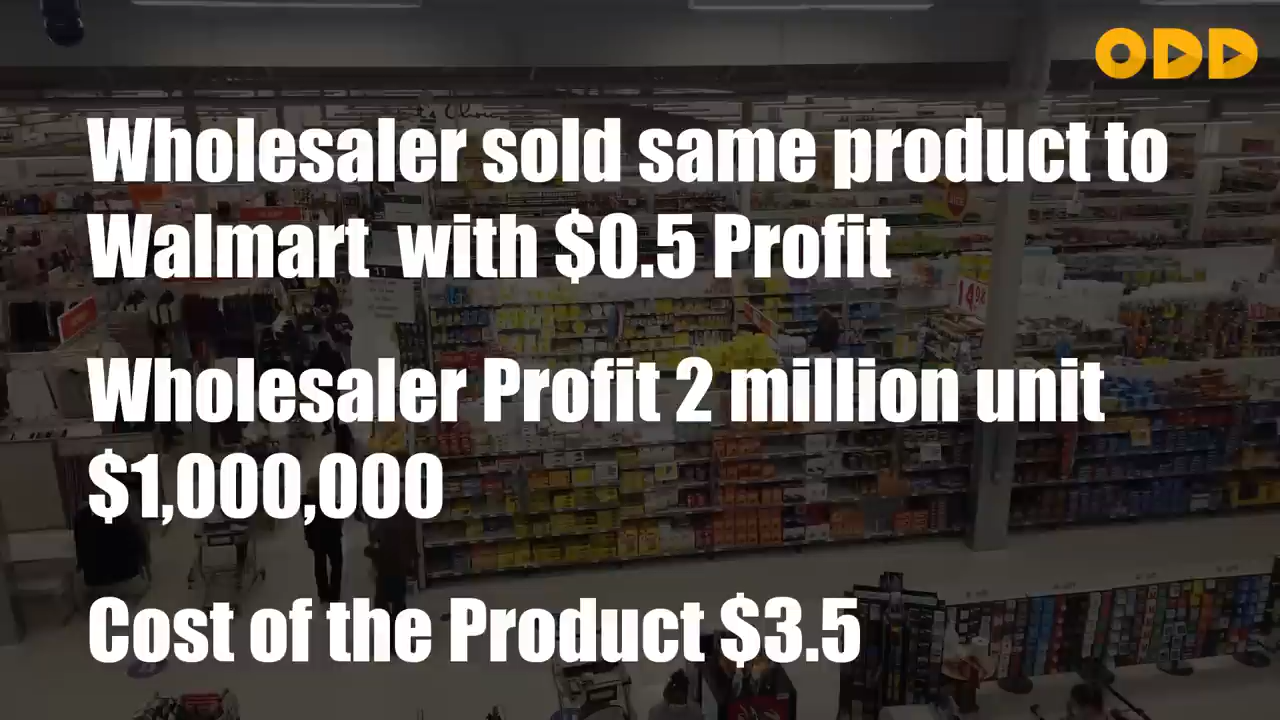 ODD
Wholesaler sold same product to
Walmart with $0.5 Profit
11
Wholesaler Profit 2 million unit
$1,000,000
Cost of the Product $3.5